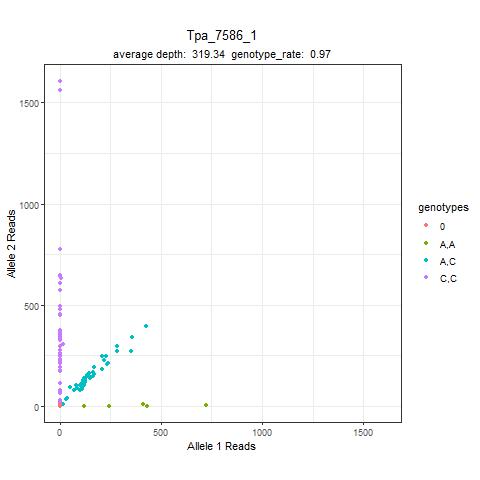 Tpa_7586_1
average depth:  319.34  genotype_rate:  0.97
1500
1000
500
0
Allele 2 Reads
0 500 1000 1500
Allele 1 Reads
genotypes
0
A,A
A,C
C,C